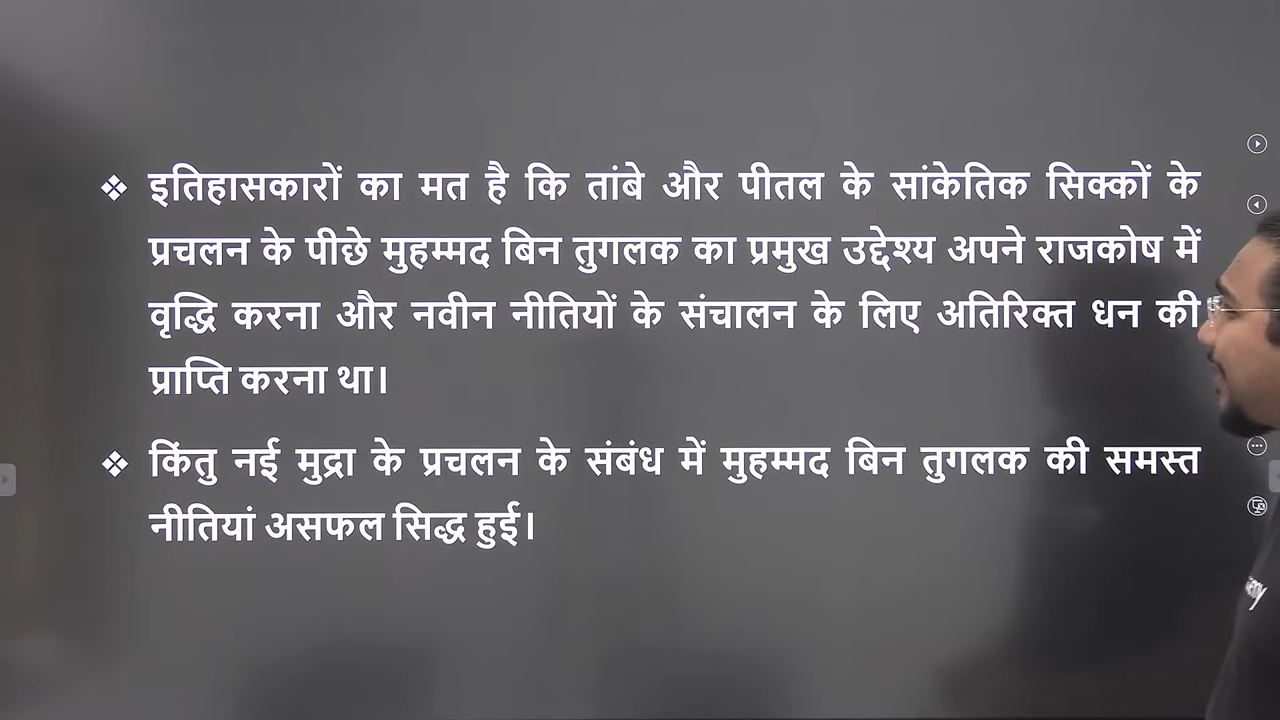 ❖ इतिहासकारों का मत है कि तांबे और पीतल के सांकेतिक सिक्कों के
प्रचलन के पीछे मुहम्मद बिन तुगलक का प्रमुख उद्देश्य अपने राजकोष में
वृद्धि करना और नवीन नीतियों के संचालन के लिए अतिरिक्त धन की
प्राप्ति करना था।
❖ किंतु नई मुद्रा के प्रचलन के संबंध में मुहम्मद बिन तुगलक की समस्त
नीतियां असफल सिद्ध हुई।